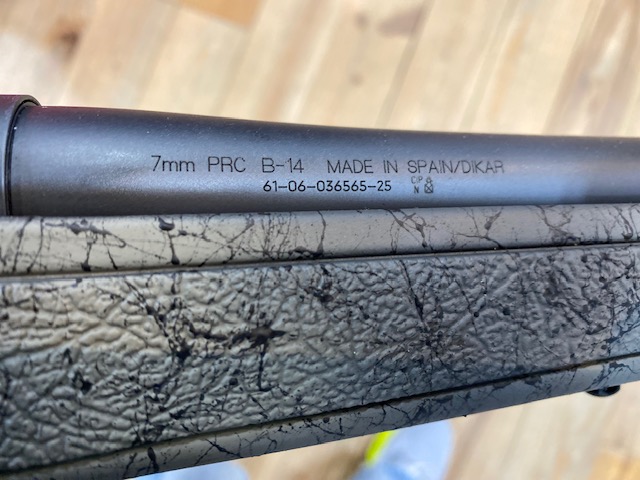 7mm PRC B-14 MADE IN SPAIN/DIKAR
61-06-036565-25
N